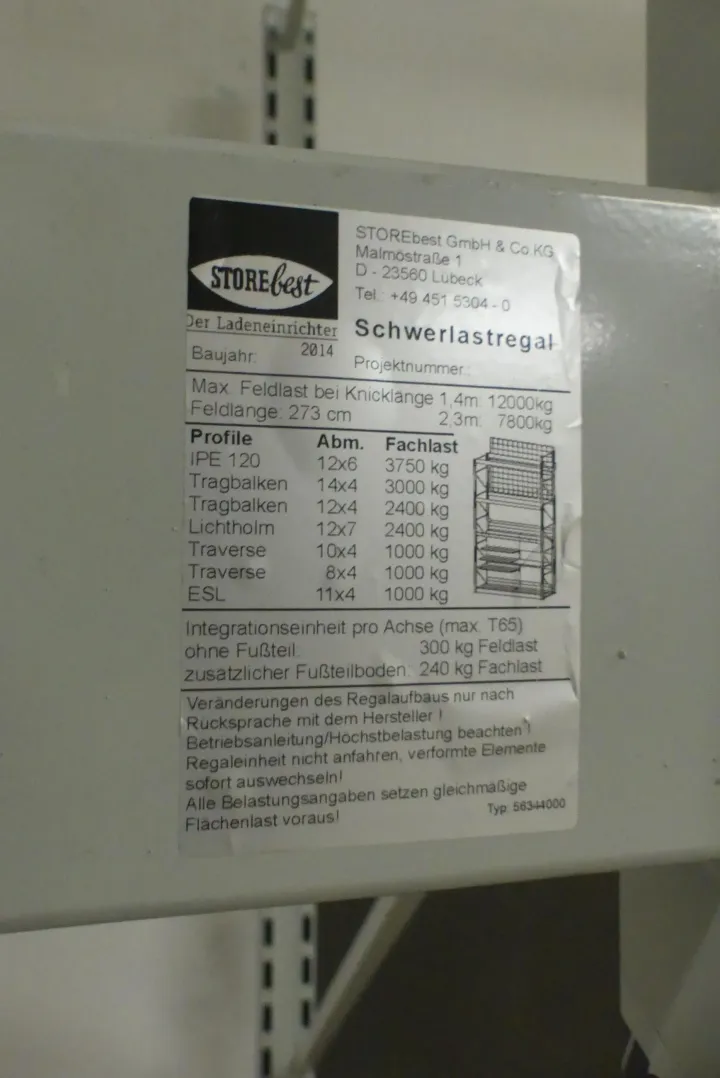 STOREbest
Der Ladeneinrichter
Baujahr: 2014
STOREbest GmbH & Co.KG
Malmöstraße 1
D - 23560 Lübeck
Tel.: +49 451 5304 - 0
Schwerlastregal
Projektnummer:
Max. Feldlast bei Knicklänge 1,4m: 12000kg
Feldlänge: 273 cm 2,3m: 7800kg
Profile Abm. Fachlast
IPE 120 12x6 3750 kg
Tragbalken 14x4 3000 kg
Tragbalken 12x4 2400 kg
Lichtholm 12x7 2400 kg
Traverse 10x4 1000 kg
Traverse 8x4 1000 kg
ESL 11x4 1000 kg
Integrationseinheit pro Achse (max. T65)
ohne Fußteil: 300 kg Feldlast
zusätzlicher Fußteilboden: 240 kg Fachlast
Veränderungen des Regalaufbaus nur nach
Rücksprache mit dem Hersteller !
Betriebsanleitung/Höchstbelastung beachten !
Regaleinheit nicht anfahren, verformte Elemente
sofort auswechseln!
Alle Belastungsangaben setzen gleichmäßige
Flächenlast voraus!
Typ: 56344000